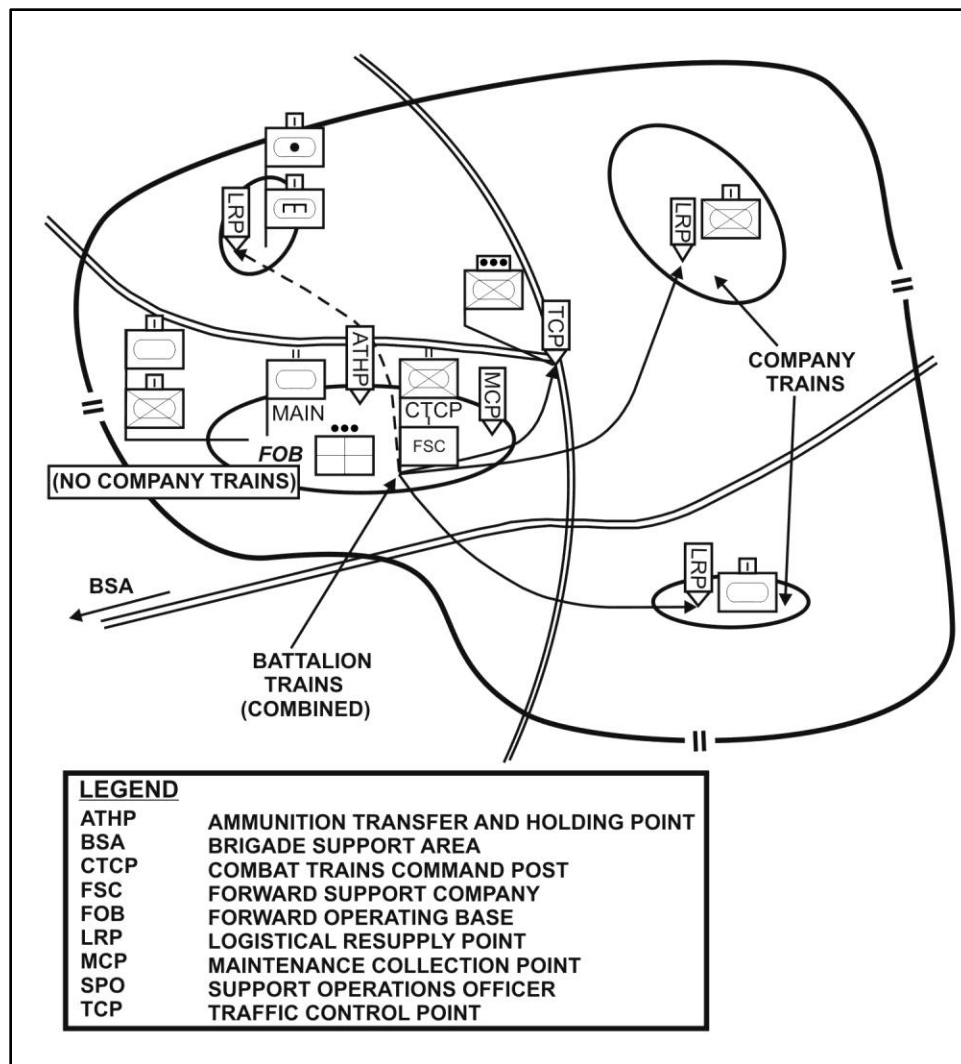 LRP
E
LRP
TCP
ATHP
COMPANY
TRAINS
MAIN
CTCP
MCP
FOB
FSC
(NO COMPANY TRAINS)
LRP
BSA
BATTALION
TRAINS
(COMBINED)
LEGEND
ATHP AMMUNITION TRANSFER AND HOLDING POINT
BSA BRIGADE SUPPORT AREA
CTCP COMBAT TRAINS COMMAND POST
FSC FORWARD SUPPORT COMPANY
FOB FORWARD OPERATING BASE
LRP LOGISTICAL RESUPPLY POINT
MCP MAINTENANCE COLLECTION POINT
SPO SUPPORT OPERATIONS OFFICER
TCP TRAFFIC CONTROL POINT